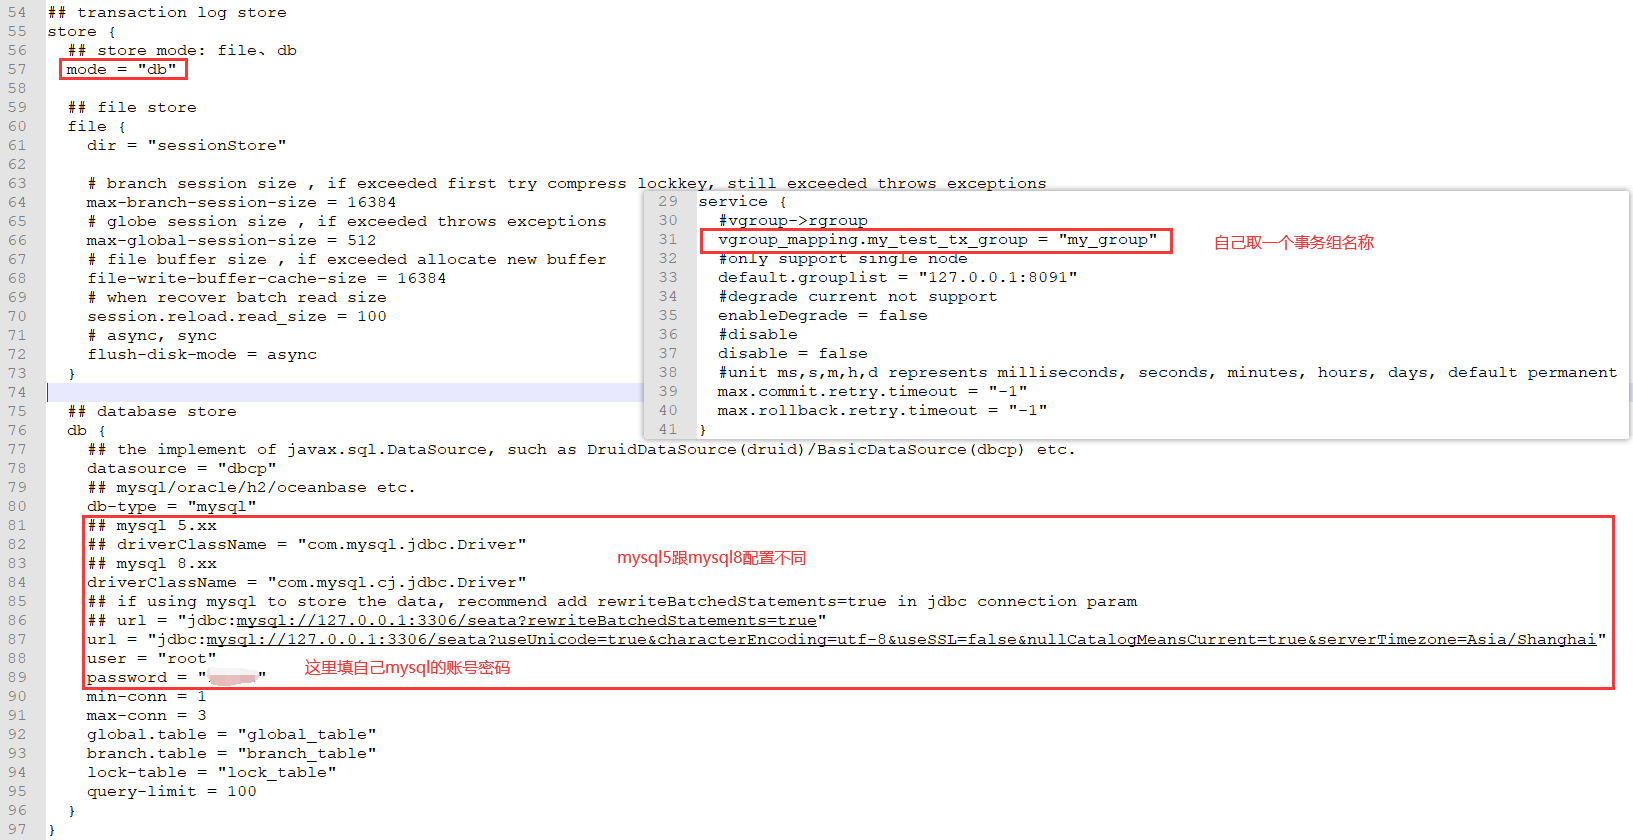 54 ## transaction log store
55 store {
56 ## store mode: file、db
57 mode = "db"
58
59 ## file store
60 file {
61 dir = "sessionStore"
62
63 # branch session size , if exceeded first try compress lockkey, still exceeded throws exceptions
64 max-branch-session-size = 16384
65 # globe session size , if exceeded throws exceptions
66 max-global-session-size = 512
67 # file buffer size , if exceeded allocate new buffer
68 file-write-buffer-cache-size = 16384
69 # when recover batch read size
70 session.reload.read_size = 100
71 # async, sync
72 flush-disk-mode = async
73 }
74
29 service {
30 #vgroup->rgroup
31 vgroup_mapping.my_test_tx_group = "my_group"
自己取一个事务组名称
32 #only support single node
33 default.grouplist = "127.0.0.1:8091"
34 #degrade current not support
35 enableDegrade = false
36 #disable
37 disable = false
38 #unit ms,s,m,h,d represents milliseconds, seconds, minutes, hours, days, default permanent
39 max.commit.retry.timeout = "-1"
40 max.rollback.retry.timeout = "-1"
41 }
75 ## database store
76 db {
77 ## the implement of javax.sql.DataSource, such as DruidDataSource(druid)/BasicDataSource(dbcp) etc.
78 datasource = "dbcp"
79 ## mysql/oracle/h2/oceanbase etc.
80 db-type = "mysql"
81 ## mysql 5.xx
82 ## driverClassName = "com.mysql.jdbc.Driver"
mysql5跟mysql8配置不同
83 ## mysql 8.xx
84 driverClassName = "com.mysql.cj.jdbc.Driver"
85 ## if using mysql to store the data, recommend add rewriteBatchedStatements=true in jdbc connection param
86 ## url = "jdbc:mysql://127.0.0.1:3306/seata?rewriteBatchedStatements=true"
87 url = "jdbc:mysql://127.0.0.1:3306/seata?useUnicode=true&characterEncoding=utf-8&useSSL=false&nullCatalogMeansCurrent=true&serverTimezone=Asia/Shanghai"
88 user = "root"
这里填自己mysql的账号密码
89 password = " "
90 min-conn = 1
91 max-conn = 3
92 global.table = "global_table"
93 branch.table = "branch_table"
94 lock-table = "lock_table"
95 query-limit = 100
96 }
97 }